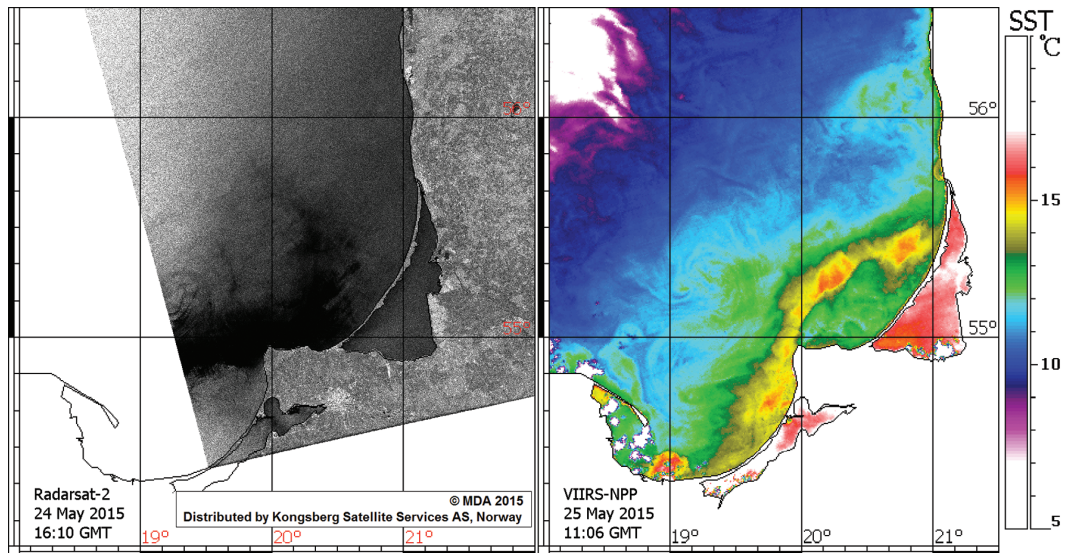 56°
55°
Radarsat-2
24 May 2015
16:10 GMT
© MDA 2015
Distributed by Kongsberg Satellite Services AS, Norway
19°
20°
21°
56°
55°
VIIRS-NPP
25 May 2015
11:06 GMT
19°
20°
21°
SST
°C
15
10
5